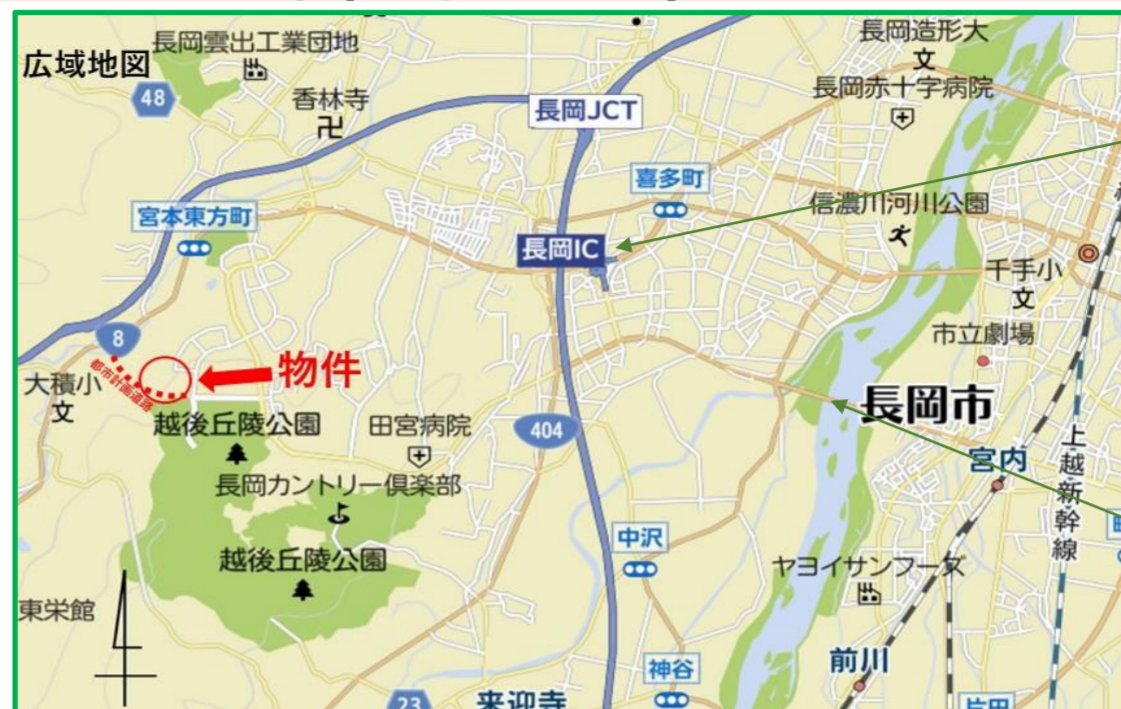 広域地図
長岡雲出工業団地
48
香林寺
長岡JCT
長岡造形大
文
長岡赤十字病院
喜多町
宮本東方町
信濃川河川公園
長岡IC
千手小
文
市立劇場
8
都市計画道路
物件
大積小
文
越後丘陵公園
田宮病院
404
長岡市
宮内
長岡カントリー倶楽部
上越新幹線
中沢
越後丘陵公園
ヤヨイサンフーズ
東栄館
神谷
前川
23
来迎寺
片田